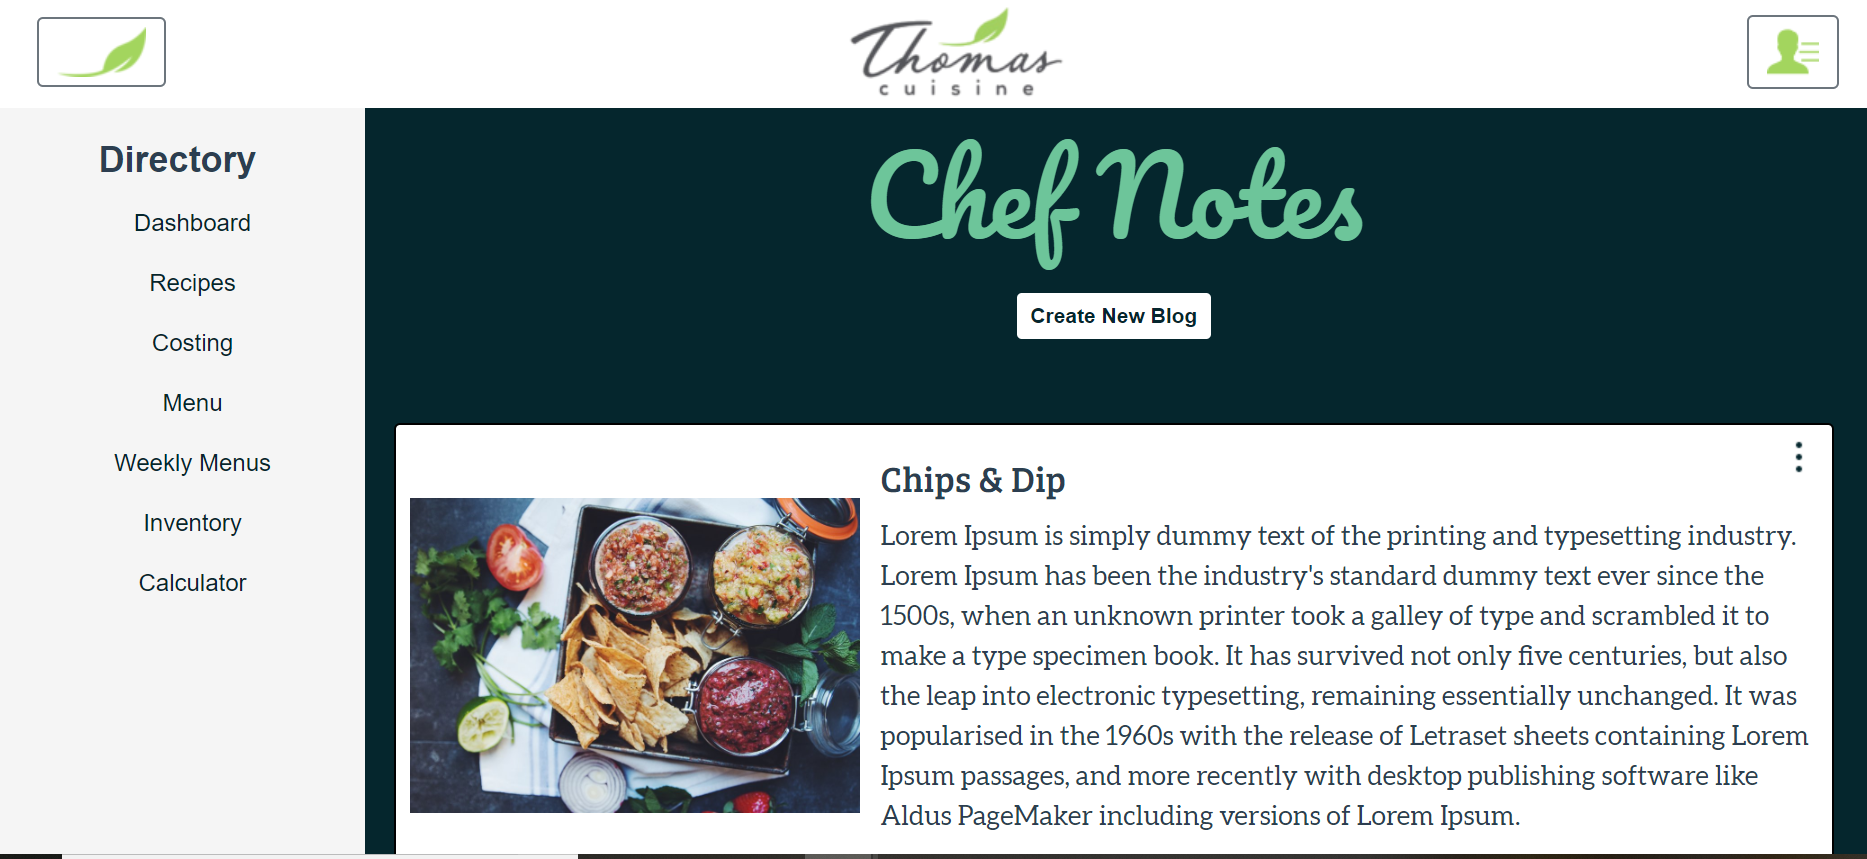 Thomas
cuisine
Directory
Dashboard
Recipes
Costing
Menu
Weekly Menus
Inventory
Calculator
Chef Notes
Create New Blog
Chips & Dip
Lorem Ipsum is simply dummy text of the printing and typesetting industry.
Lorem Ipsum has been the industry's standard dummy text ever since the
1500s, when an unknown printer took a galley of type and scrambled it to
make a type specimen book. It has survived not only five centuries, but also
the leap into electronic typesetting, remaining essentially unchanged. It was
popularised in the 1960s with the release of Letraset sheets containing Lorem
Ipsum passages, and more recently with desktop publishing software like
Aldus PageMaker including versions of Lorem Ipsum.